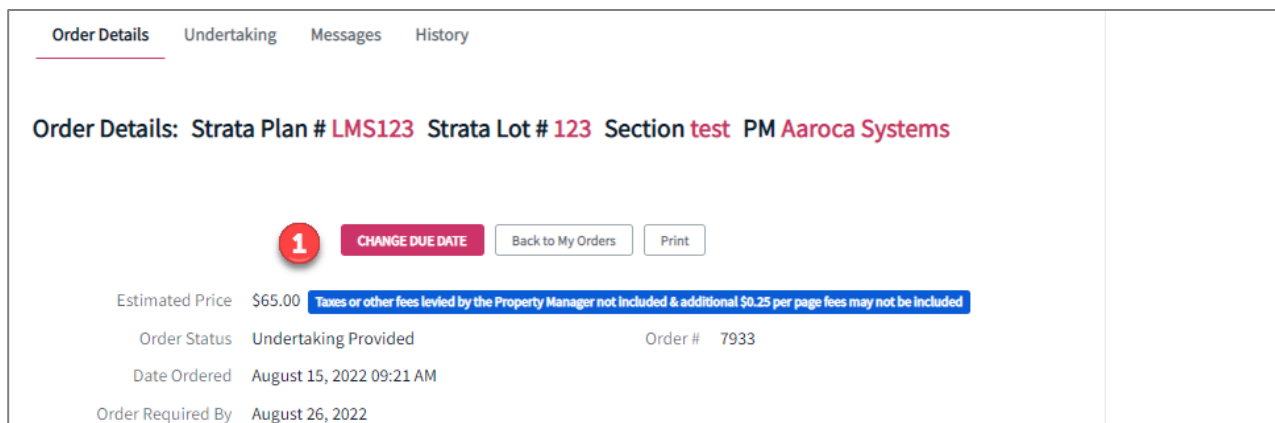 Order Details Undertaking Messages History
Order Details: Strata Plan # LMS123 Strata Lot # 123 Section test PM Aaroca Systems
1 CHANGE DUE DATE Back to My Orders Print
Estimated Price $65.00 Taxes or other fees levied by the Property Manager not included & additional $0.25 per page fees may not be included
Order Status Undertaking Provided Order # 7933
Date Ordered August 15, 2022 09:21 AM
Order Required By August 26, 2022